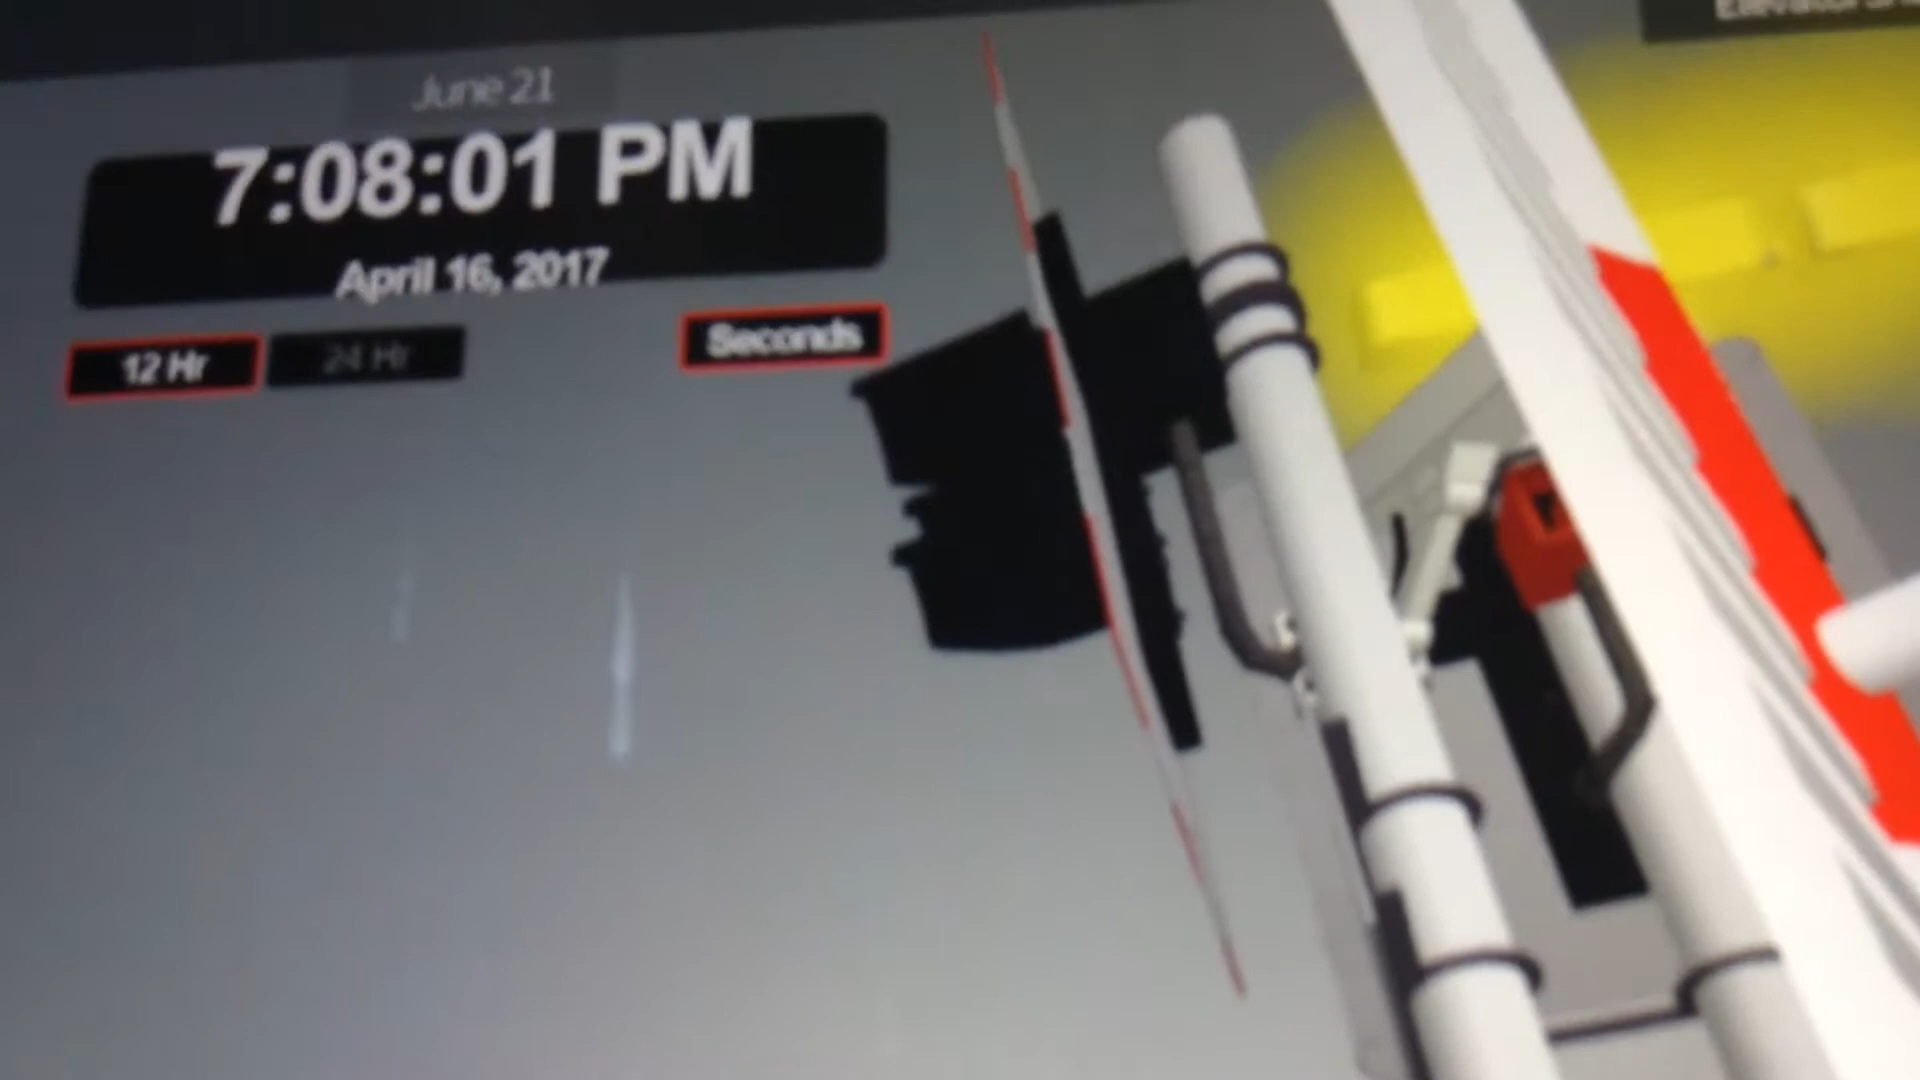 June 21
7:08:01 PM
April 16, 2017
12 Hr
24 Hr
Seconds